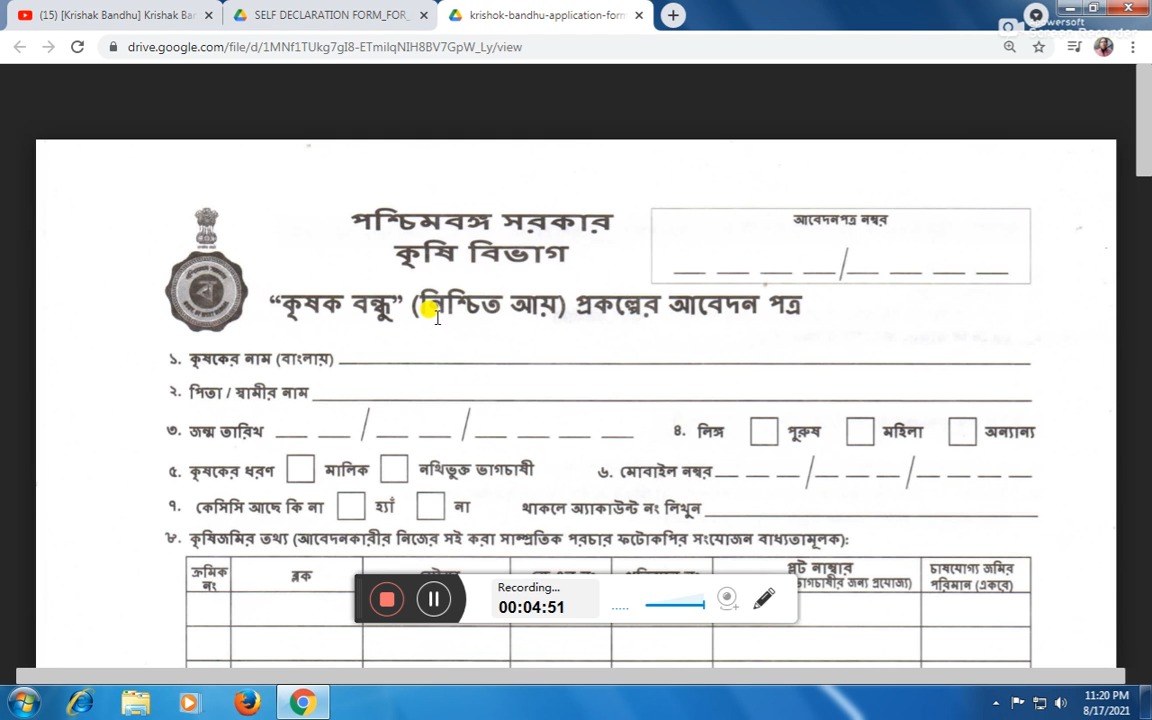 (15) [Krishak Bandhu] Krishak Ba
SELF DECLARATION FORM_FOR_
krishok-bandhu-application-form
drive.google.com/file/d/1MNf1TUkg7gI8-ETmilqNIH8BV7GpW_Ly/view
পশ্চিমবঙ্গ সরকার
কৃষি বিভাগ
আবেদনপত্র নম্বর
“কৃষক বন্ধু” (নিশ্চিত আয়) প্রকল্পের আবেদন পত্র
১. কৃষকের নাম (বাংলায়)
২. পিতা / স্বামীর নাম
৩. জন্ম তারিখ
৪. লিঙ্গ পুরুষ মহিলা অন্যান্য
৫. কৃষকের ধরণ মালিক নথিভুক্ত ভাগচাষী
৬. মোবাইল নম্বর
৭. কেসিসি আছে কি না হ্যাঁ না থাকলে অ্যাকাউন্ট নং লিখুন
৮. কৃষিজমির তথ্য (আবেদনকারীর নিজের সই করা সাম্প্রতিক পরচার ফটোকপির সংযোজন বাধ্যতামূলক):
ক্রমিক নং
ব্লক
প্লট নাম্বার
ভাগচাষীর জন্য প্রযোজ্য)
চাষযোগ্য জমির
পরিমান (একরে)
Recording...
00:04:51
11:20 PM
8/17/2021